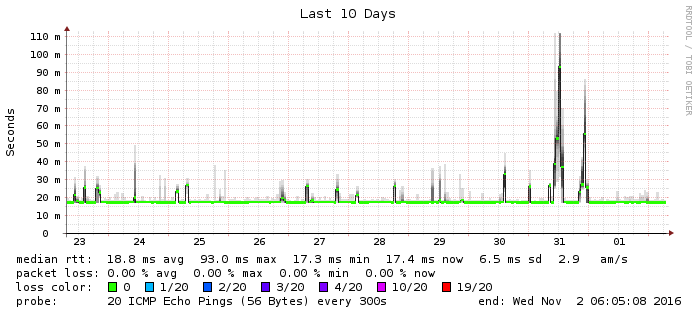 Last 10 Days
RRDTOOL / TOBI OETIKER
Seconds
110 m
100 m
90 m
80 m
70 m
60 m
50 m
40 m
30 m
20 m
10 m
0
23 24 25 26 27 28 29 30 31 01
median rtt: 18.8 ms avg 93.0 ms max 17.3 ms min 17.4 ms now 6.5 ms sd 2.9 am/s
packet loss: 0.00 % avg 0.00 % max 0.00 % min 0.00 % now
loss color: 0 1/20 2/20 3/20 4/20 10/20 19/20
probe: 20 ICMP Echo Pings (56 Bytes) every 300s end: Wed Nov 2 06:05:08 2016